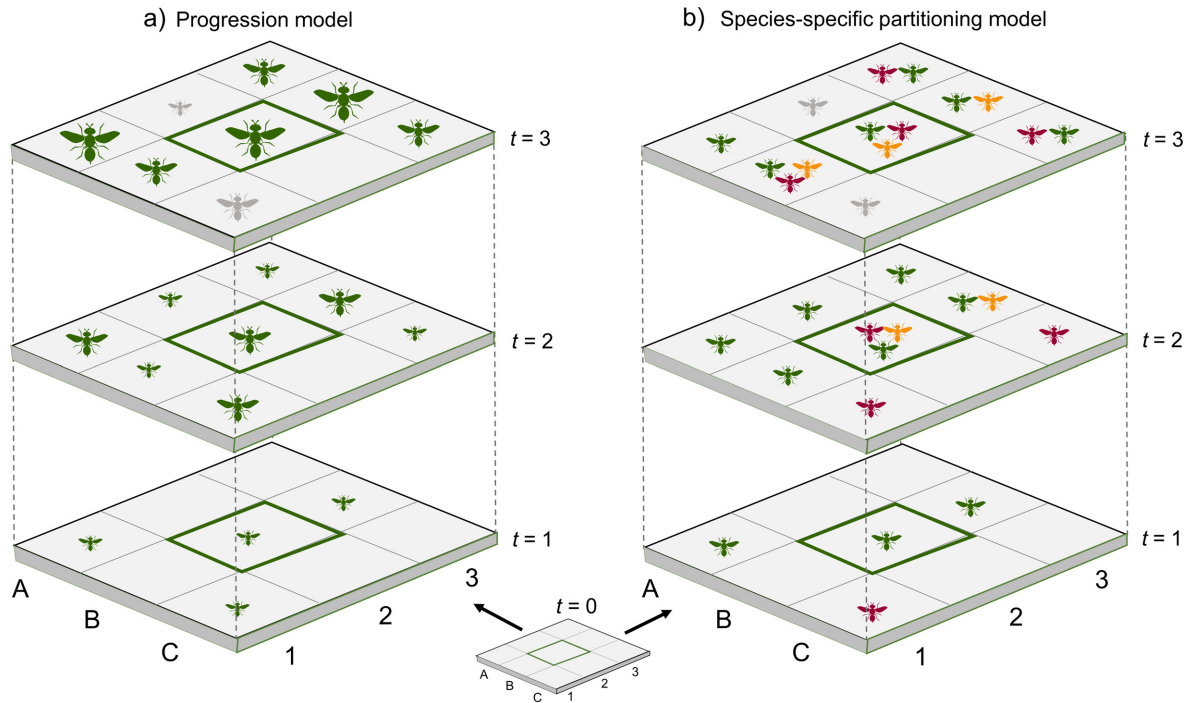 a) Progression model
b) Species-specific partitioning model
t = 3
t = 3
t = 2
t = 2
t = 1
t = 1
A
B
C
1
2
3
A
B
C
1
2
3
t = 0
A
B
C
1
2
3